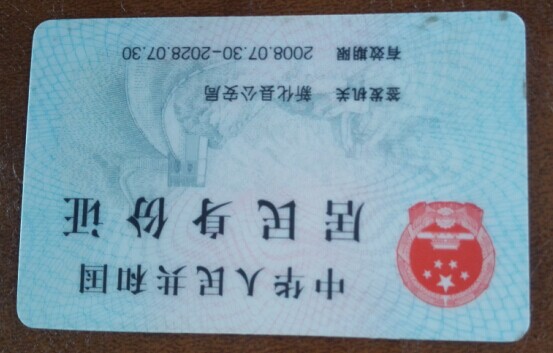 中华人民共和国
居民身份证
签发机关 新化县公安局
有效期限 2008.07.30-2028.07.30